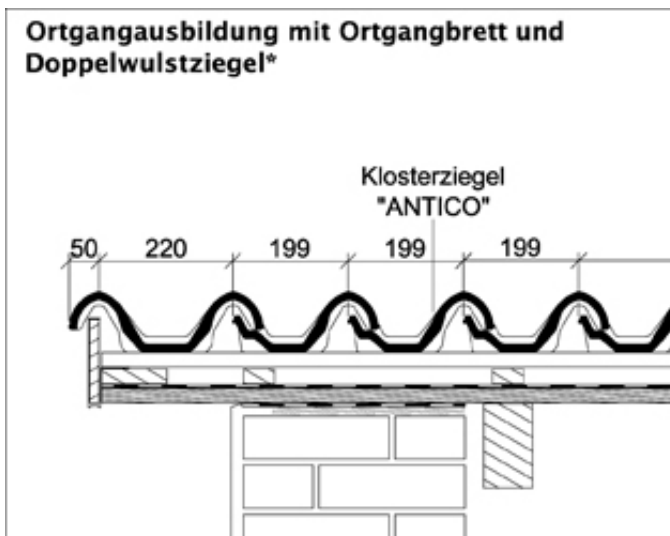 Ortgangausbildung mit Ortgangbrett und
Doppelwulstziegel*
Klosterziegel
"ANTICO"
50 220 199 199 199